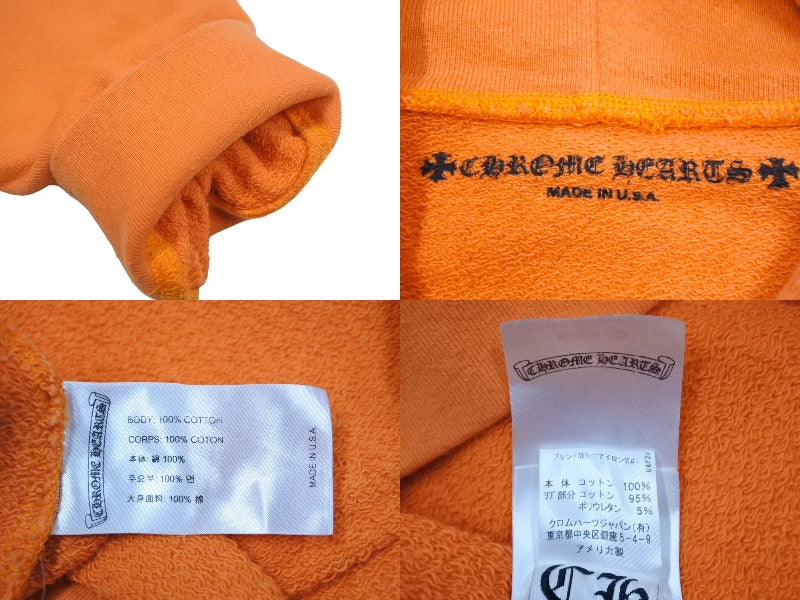 CHROME HEARTS
MADE IN U.S.A.
CHROME HEARTS
BODY: 100% COTTON
CORPS: 100% COTON
本体: 綿 100%
주요부: 100% 면
大身面料: 100% 棉
MADE IN U.S.A.
CHROME HEARTS
本体 コットン 100%
リブ部分 コットン 95%
ポリウレタン 5%
クロムハーツジャパン(有)
東京都中央区銀座5-4-9
アメリカ製
CH